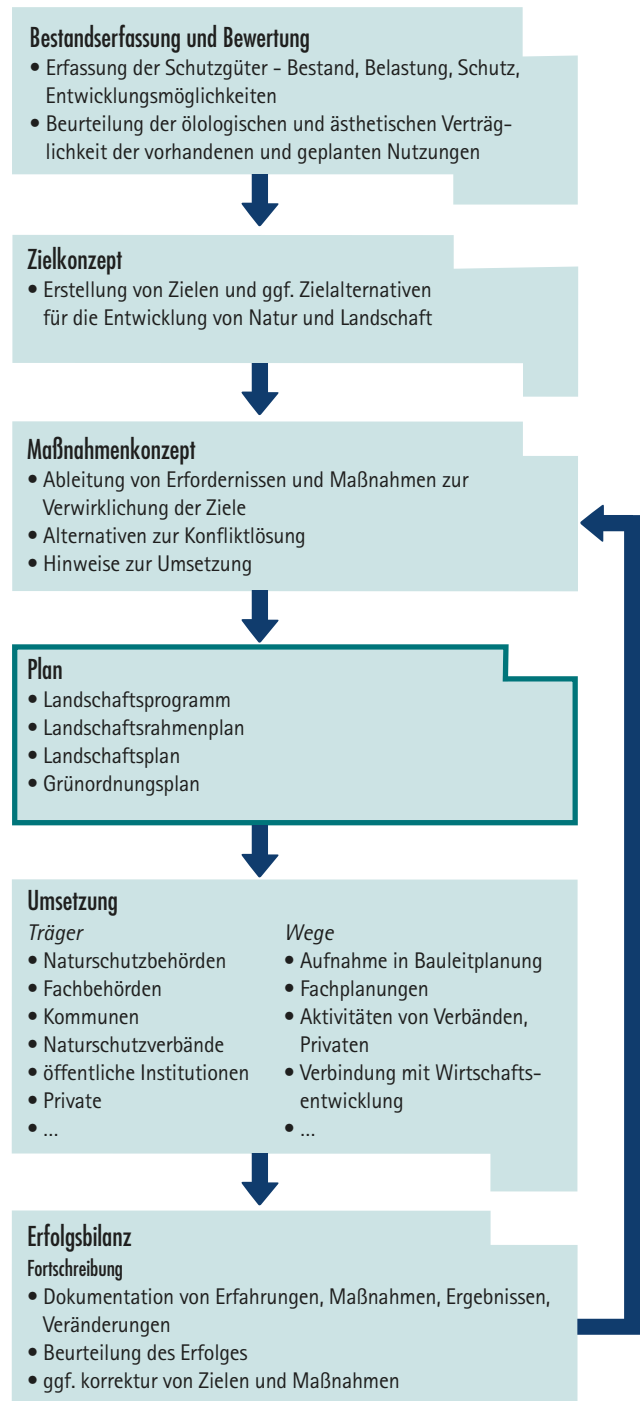 Bestandserfassung und Bewertung
• Erfassung der Schutzgüter - Bestand, Belastung, Schutz,
Entwicklungsmöglichkeiten
• Beurteilung der ölologischen und ästhetischen Verträg-
lichkeit der vorhandenen und geplanten Nutzungen
Zielkonzept
• Erstellung von Zielen und ggf. Zielalternativen
für die Entwicklung von Natur und Landschaft
Maßnahmenkonzept
• Ableitung von Erfordernissen und Maßnahmen zur
Verwirklichung der Ziele
• Alternativen zur Konfliktlösung
• Hinweise zur Umsetzung
Plan
• Landschaftsprogramm
• Landschaftsrahmenplan
• Landschaftsplan
• Grünordnungsplan
Umsetzung
Träger
• Naturschutzbehörden
• Fachbehörden
• Kommunen
• Naturschutzverbände
• öffentliche Institutionen
• Private
• ...
Wege
• Aufnahme in Bauleitplanung
• Fachplanungen
• Aktivitäten von Verbänden,
Privaten
• Verbindung mit Wirtschafts-
entwicklung
• ...
Erfolgsbilanz
Fortschreibung
• Dokumentation von Erfahrungen, Maßnahmen, Ergebnissen,
Veränderungen
• Beurteilung des Erfolges
• ggf. korrektur von Zielen und Maßnahmen